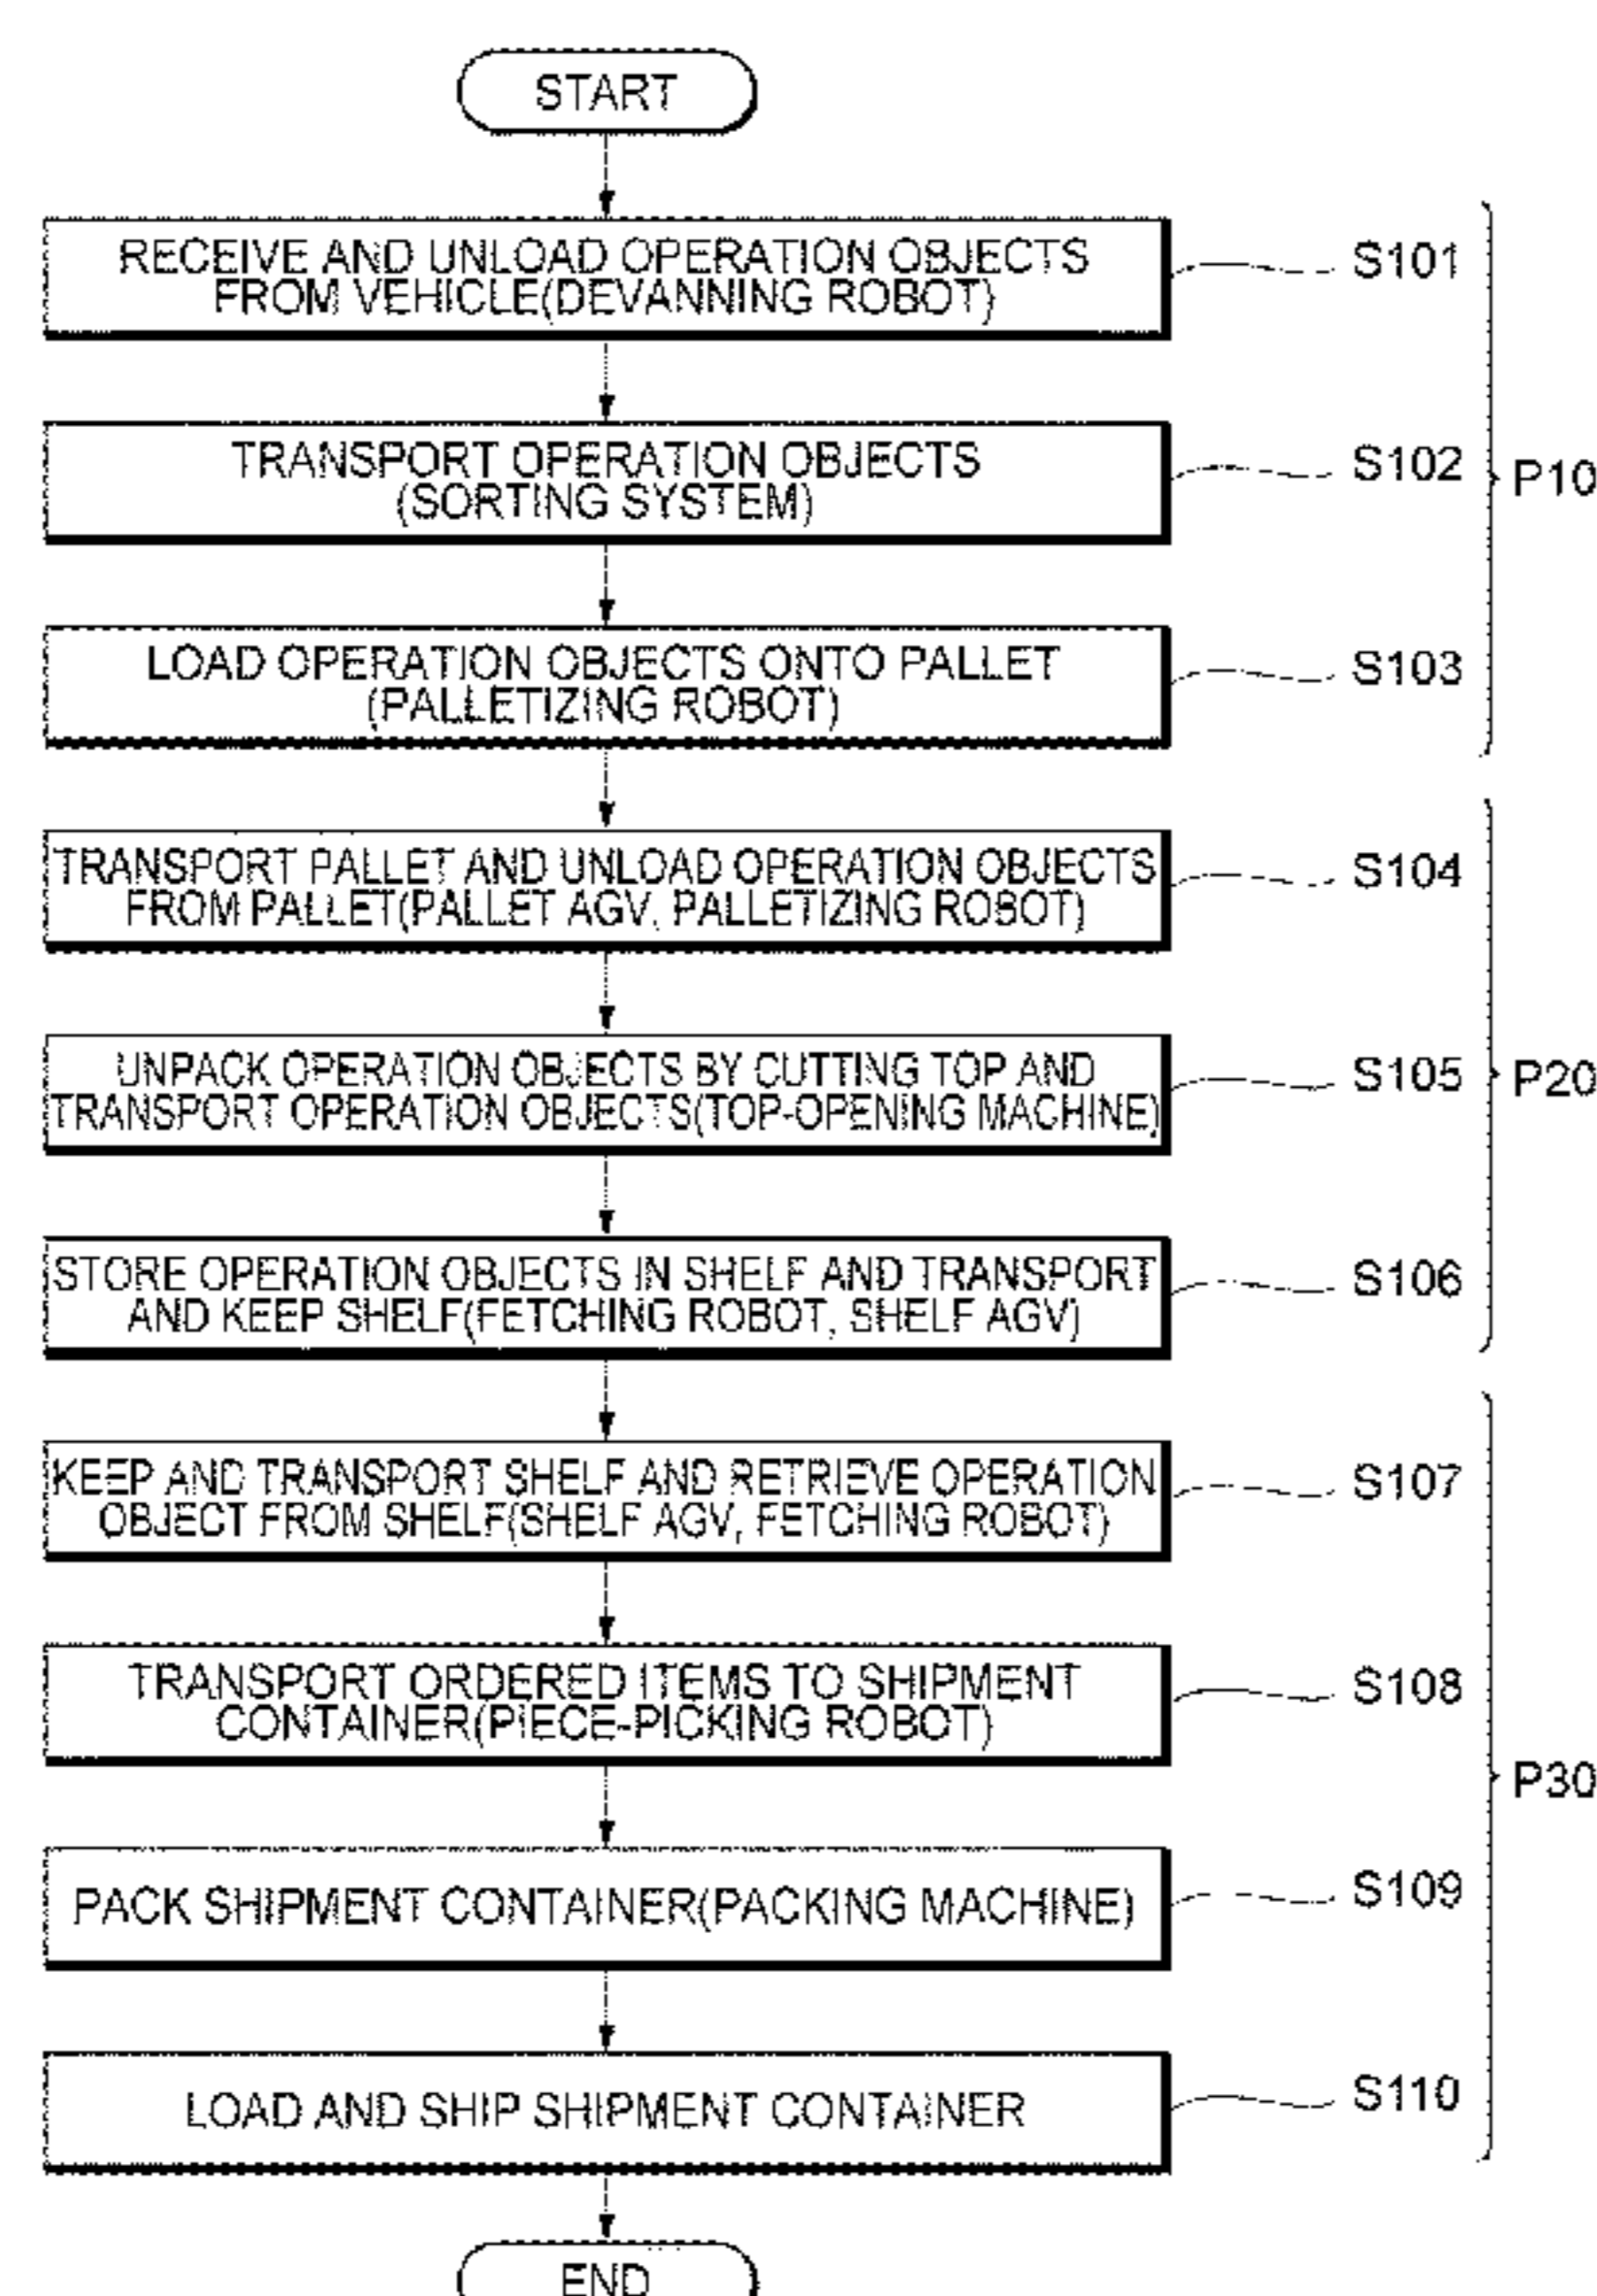 START
RECEIVE AND UNLOAD OPERATION OBJECTS
FROM VEHICLE(DEVANNING ROBOT)
S101
TRANSPORT OPERATION OBJECTS
(SORTING SYSTEM)
S102
P10
LOAD OPERATION OBJECTS ONTO PALLET
(PALLETIZING ROBOT)
S103
TRANSPORT PALLET AND UNLOAD OPERATION OBJECTS
FROM PALLET(PALLET AGV, PALLETIZING ROBOT)
S104
UNPACK OPERATION OBJECTS BY CUTTING TOP AND
TRANSPORT OPERATION OBJECTS(TOP-OPENING MACHINE)
S105
P20
STORE OPERATION OBJECTS IN SHELF AND TRANSPORT
AND KEEP SHELF(FETCHING ROBOT, SHELF AGV)
S106
KEEP AND TRANSPORT SHELF AND RETRIEVE OPERATION
OBJECT FROM SHELF(SHELF AGV, FETCHING ROBOT)
S107
TRANSPORT ORDERED ITEMS TO SHIPMENT
CONTAINER(PIECE-PICKING ROBOT)
S108
P30
PACK SHIPMENT CONTAINER(PACKING MACHINE)
S109
LOAD AND SHIP SHIPMENT CONTAINER
S110
END